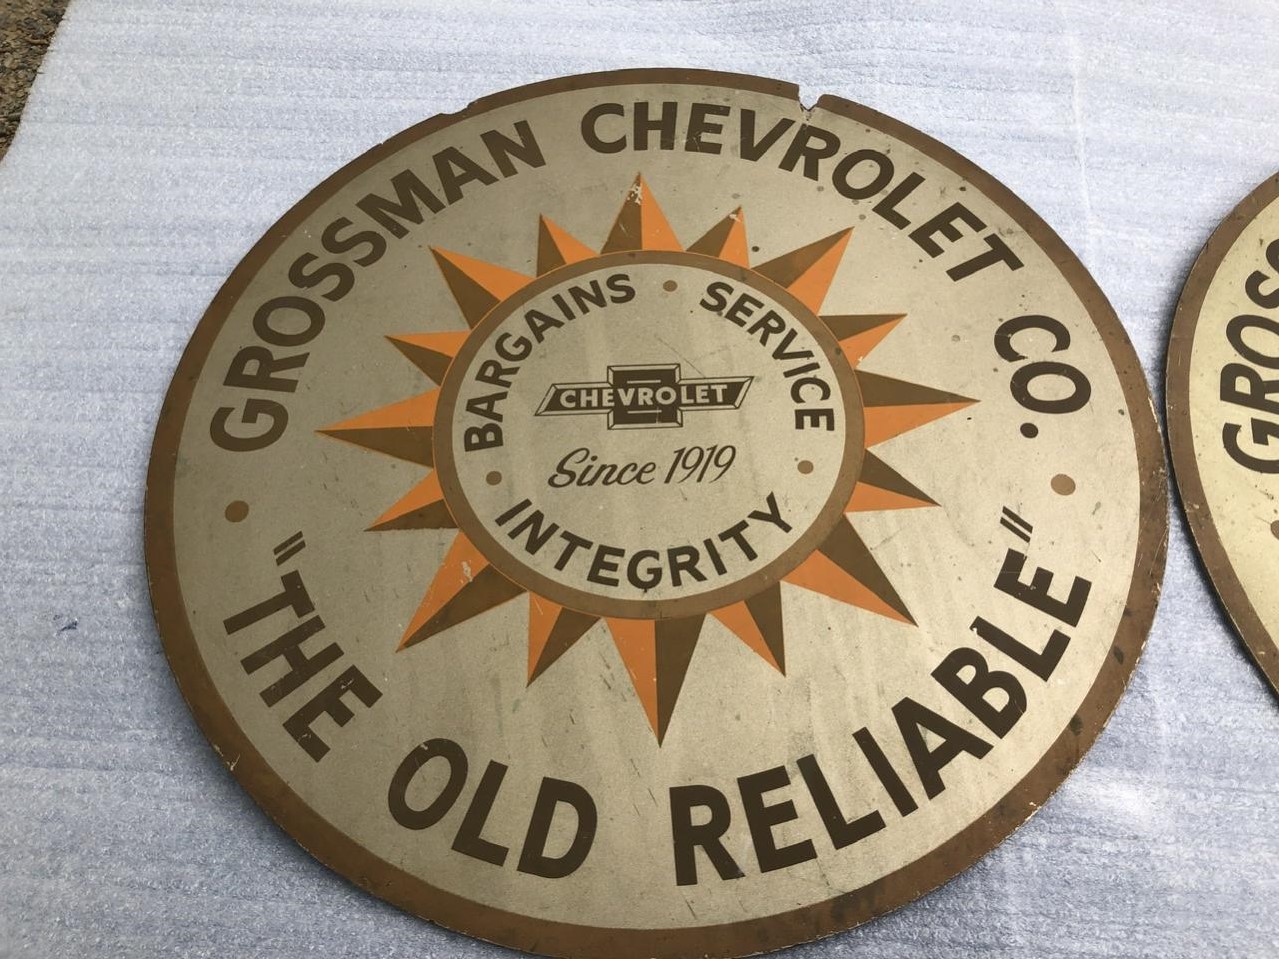 GROSSMAN CHEVROLET CO.
"THE OLD RELIABLE"
BARGAINS • SERVICE
• INTEGRITY •
CHEVROLET
Since 1919
GROS